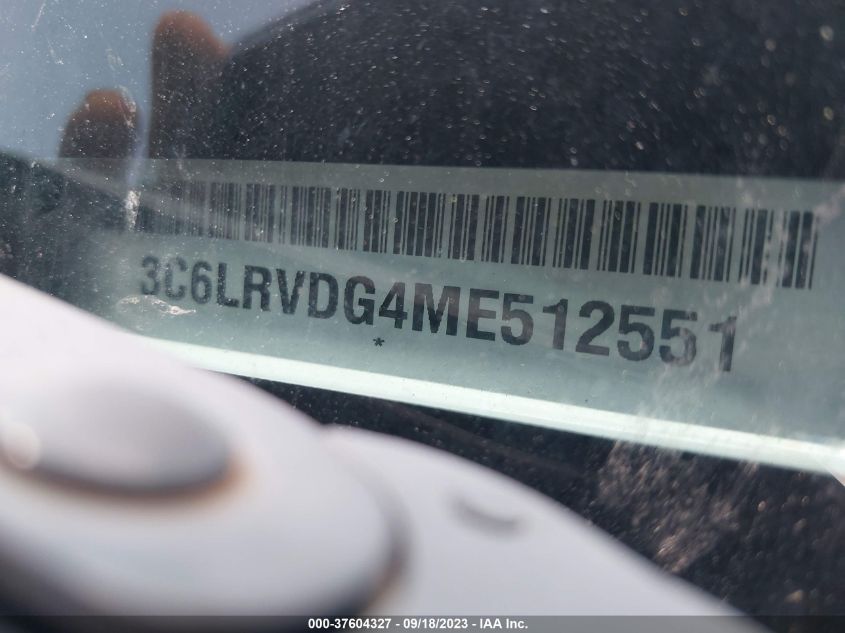 3C6LRVDG4ME512551
*
000-37604327 - 09/18/2023 - IAA Inc.